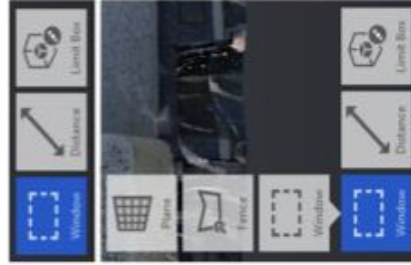 Window
Distance
Limit Box
Plane
Fence
Window
Window
Distance
Limit Box